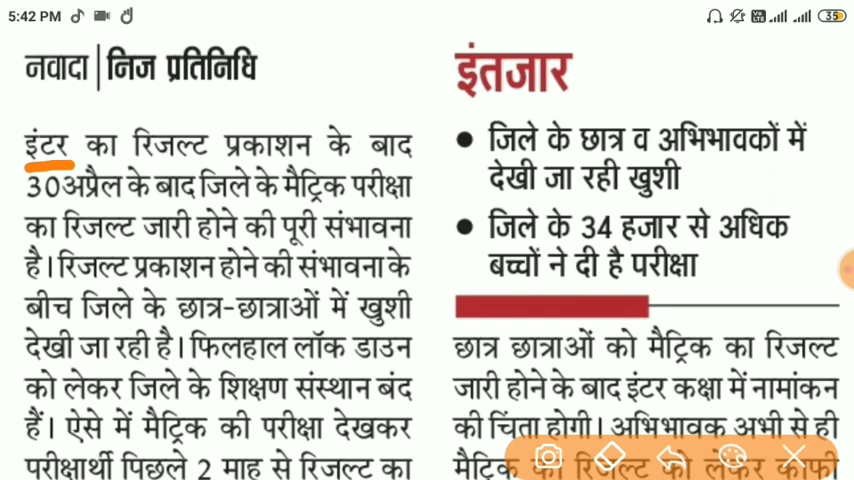 5:42 PM
35
नवादा | निज प्रतिनिधि
इंटर का रिजल्ट प्रकाशन के बाद
30अप्रैल के बाद जिले के मैट्रिक परीक्षा
का रिजल्ट जारी होने की पूरी संभावना
है। रिजल्ट प्रकाशन होने की संभावना के
बीच जिले के छात्र-छात्राओं में खुशी
देखी जा रही है। फिलहाल लॉक डाउन
को लेकर जिले के शिक्षण संस्थान बंद
हैं। ऐसे में मैट्रिक की परीक्षा देखकर
परीक्षार्थी पिछले 2 माह से रिजल्ट का
इंतजार
● जिले के छात्र व अभिभावकों में
देखी जा रही खुशी
● जिले के 34 हजार से अधिक
बच्चों ने दी है परीक्षा
छात्र छात्राओं को मैट्रिक का रिजल्ट
जारी होने के बाद इंटर कक्षा में नामांकन
की चिंता होगी। अभिभावक अभी से ही
मैट्रिक का रिजल्ट को लेकर काफी